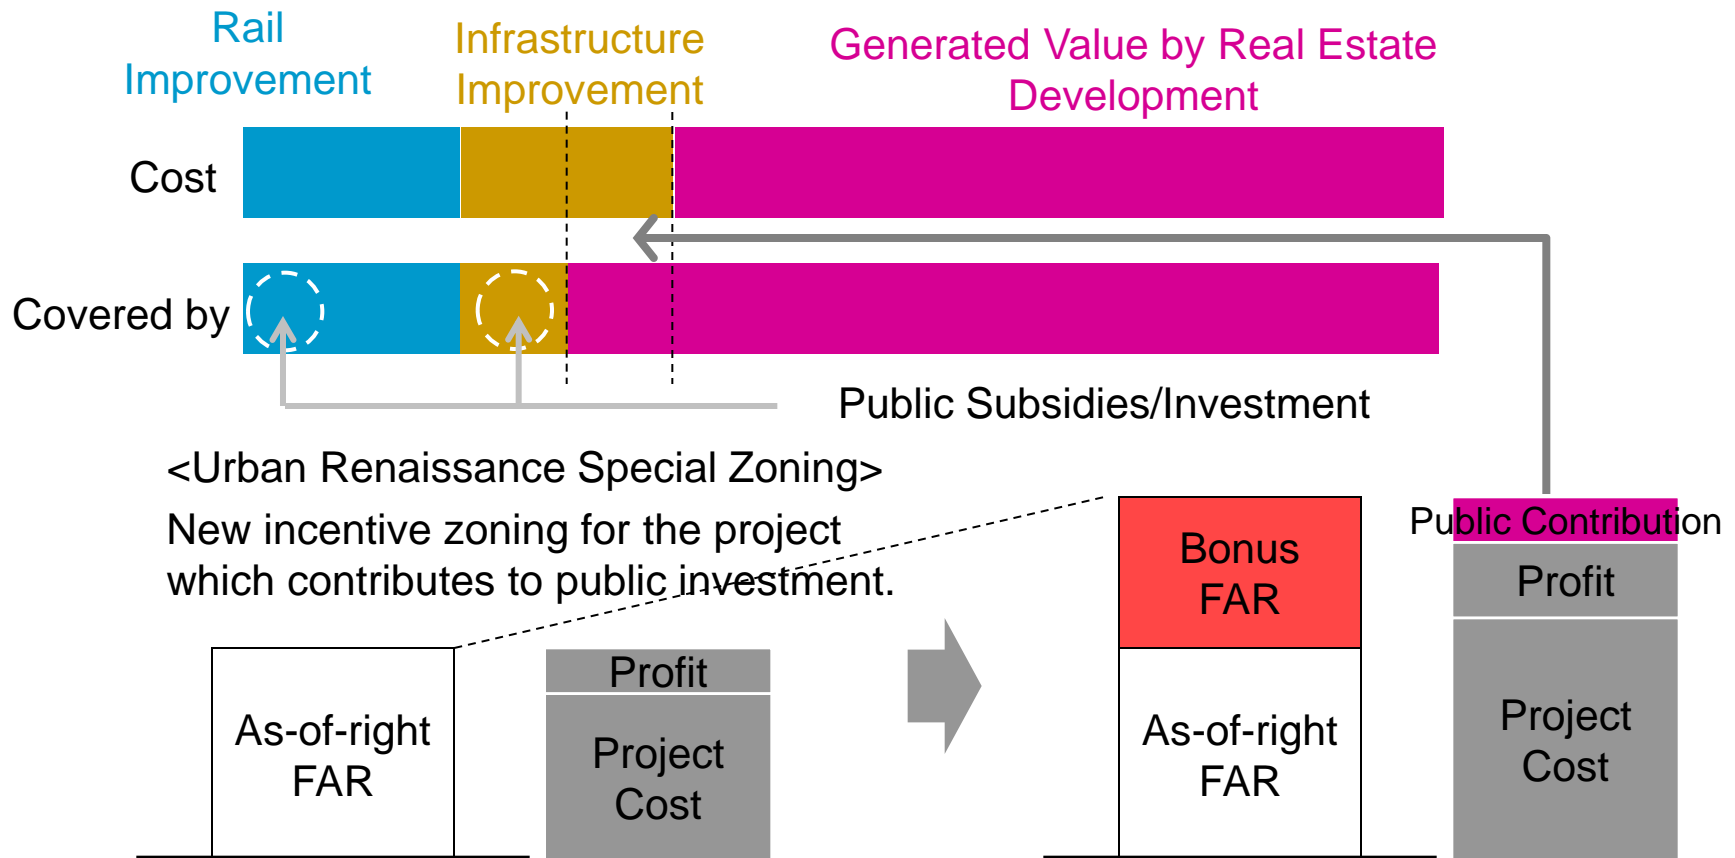 Rail
Improvement
Infrastructure
Improvement
Generated Value by Real Estate
Development
Cost
Covered by
Public Subsidies/Investment
<Urban Renaissance Special Zoning>
New incentive zoning for the project
which contributes to public investment.
As-of-right
FAR
Profit
Project
Cost
Bonus
FAR
As-of-right
FAR
Public Contribution
Profit
Project
Cost